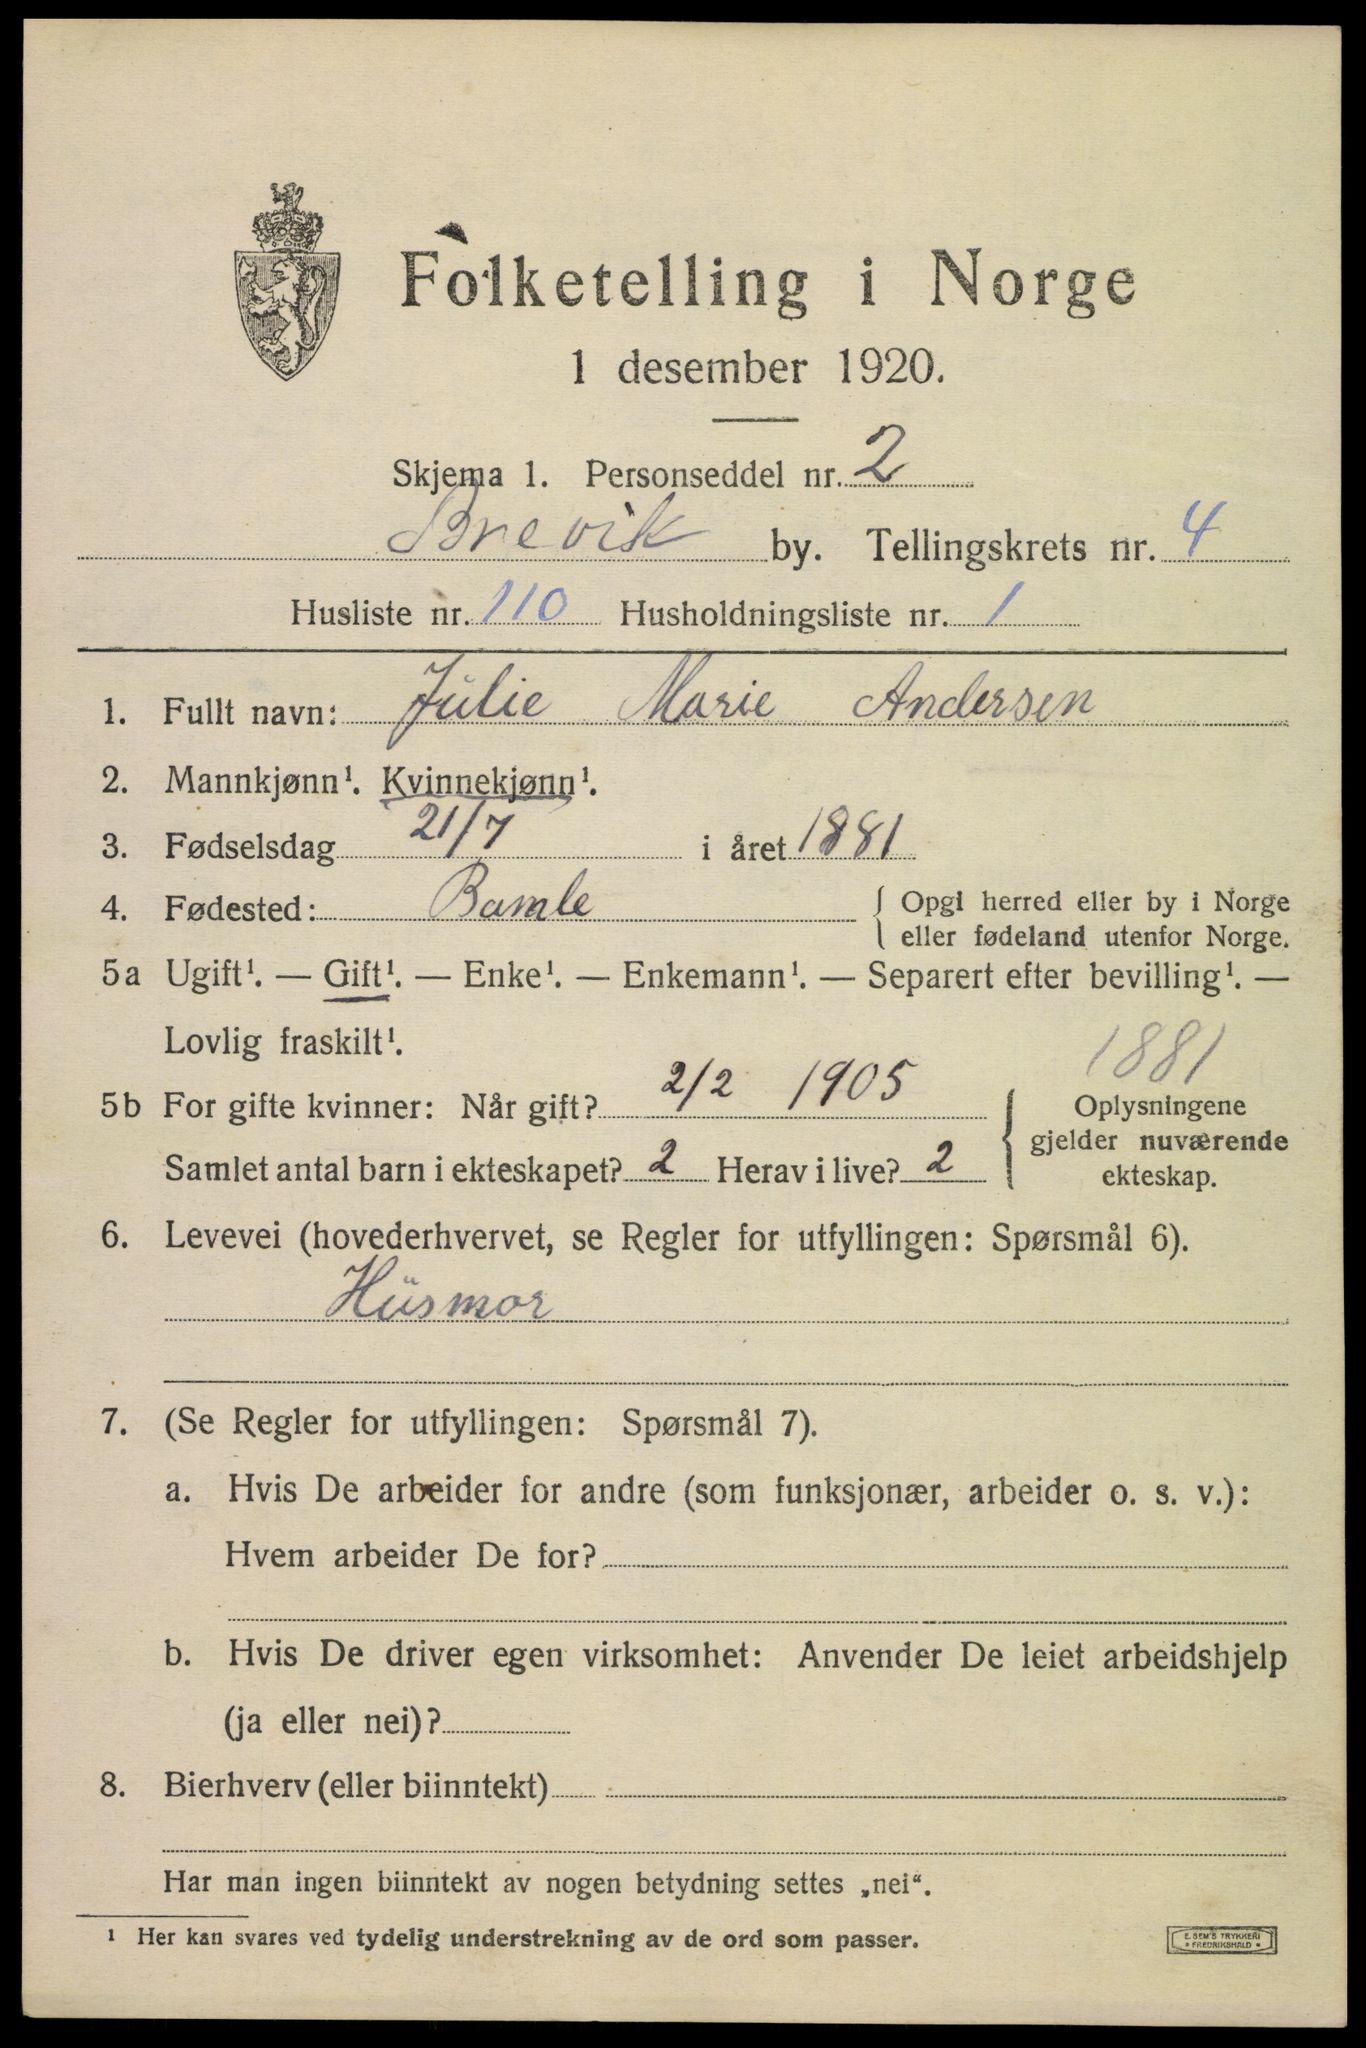 Folketelling i Norge
1 desember 1920.
Skjema 1. Personseddel nr. 2
Brevik by. Tellingskrets nr. 4
Husliste nr. 110 Husholdningsliste nr. 1
1. Fullt navn: Julie Marie Andersen
2. Mannkjønn¹. Kvinnekjønn¹.
3. Fødselsdag 21/7 i året 1881
4. Fødested: Bamle { Opgi herred eller by i Norge
eller fødeland utenfor Norge.
5a Ugift¹. — Gift¹. — Enke¹. — Enkemann¹. — Separert efter bevilling¹. —
Lovlig fraskilt¹.
1881
5b For gifte kvinner: Når gift? 2/2 1905 { Oplysningene
gjelder nuværende
Samlet antal barn i ekteskapet? 2 Herav i live? 2 ekteskap.
6. Levevei (hovederhvervet, se Regler for utfyllingen: Spørsmål 6).
Husmor
7. (Se Regler for utfyllingen: Spørsmål 7).
a. Hvis De arbeider for andre (som funksjonær, arbeider o. s. v.):
Hvem arbeider De for?
b. Hvis De driver egen virksomhet: Anvender De leiet arbeidshjelp
(ja eller nei)?
8. Bierhverv (eller biinntekt)
Har man ingen biinntekt av nogen betydning settes „nei“.
¹ Her kan svares ved tydelig understrekning av de ord som passer.
E. SEM'S TRYKKERI
• FREDRIKSHALD •